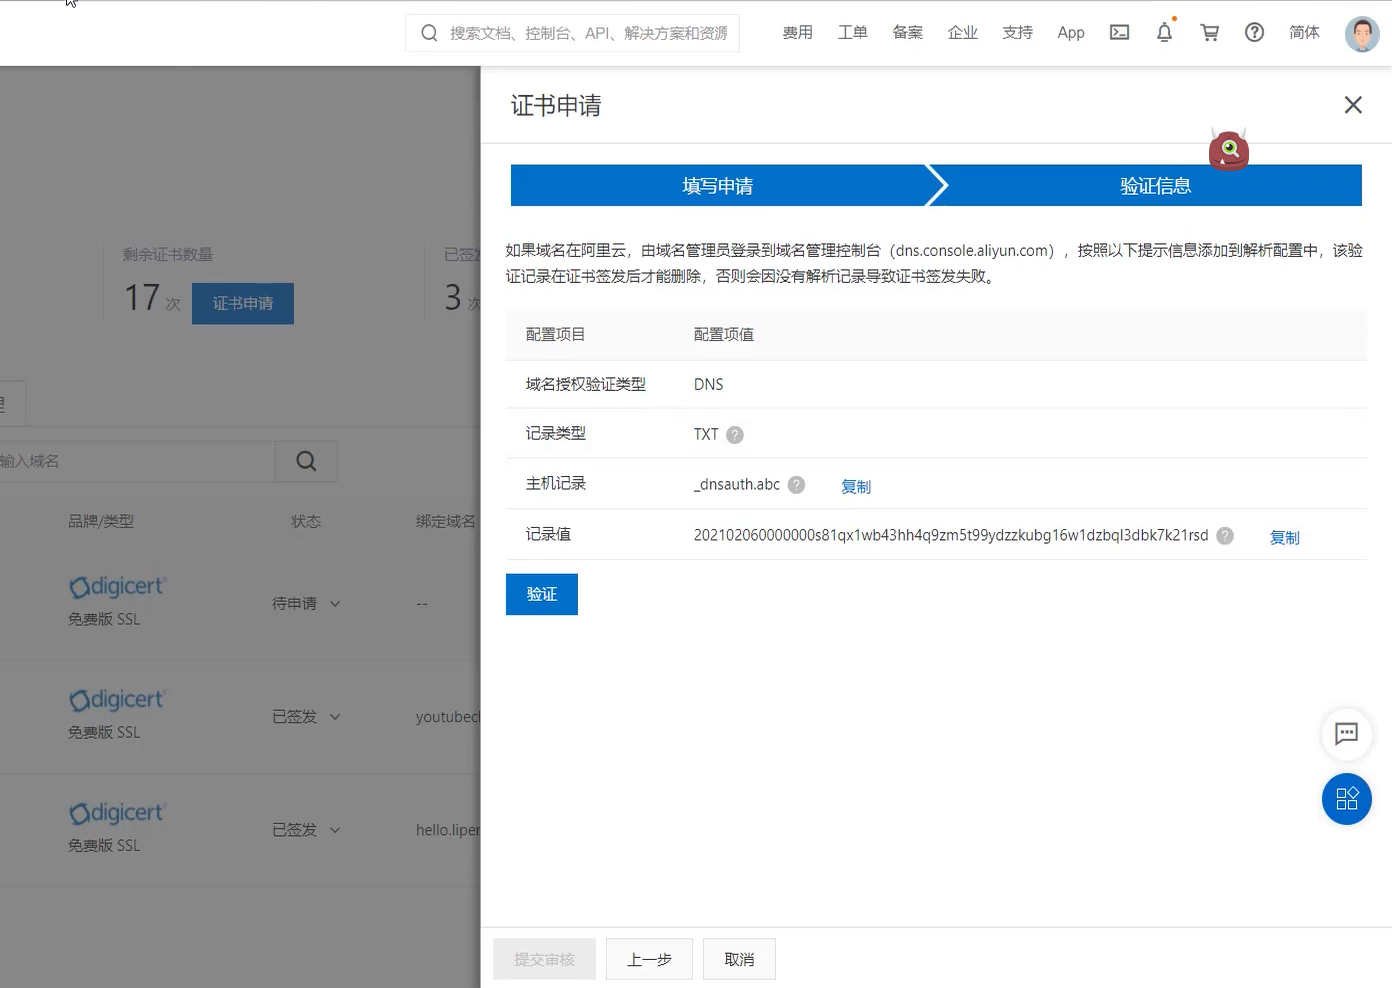 搜索文档、控制台、API、解决方案和资源
费用 工单 备案 企业 支持 App 简体
证书申请
填写申请 验证信息
如果域名在阿里云，由域名管理员登录到域名管理控制台（dns.console.aliyun.com），按照以下提示信息添加到解析配置中，该验
证记录在证书签发后才能删除，否则会因没有解析记录导致证书签发失败。
配置项目 配置项值
域名授权验证类型 DNS
记录类型 TXT
主机记录 _dnsauth.abc 复制
记录值 202102060000000s81qx1wb43hh4q9zm5t99ydzzkubg16w1dzbql3dbk7k21rsd 复制
验证
提交审核 上一步 取消
剩余证书数量
17 次 证书申请
已签发
3 次
输入域名
品牌/类型 状态 绑定域名
digicert
免费版 SSL
待申请 --
digicert
免费版 SSL
已签发 youtubecl
digicert
免费版 SSL
已签发 hello.liper